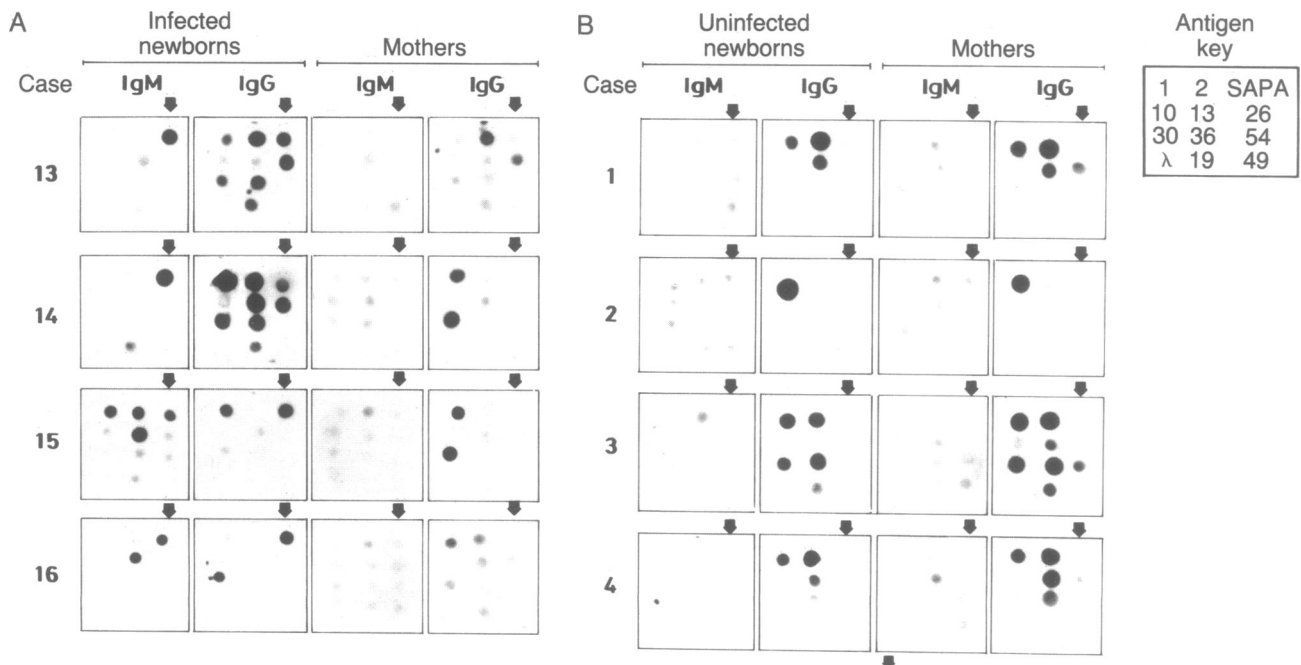 A
Infected
newborns
Mothers
Case IgM IgG IgM IgG
13
14
15
16
B
Uninfected
newborns
Mothers
Case IgM IgG IgM IgG
1
2
3
4
Antigen
key
1 2 SAPA
10 13 26
30 36 54
λ 19 49